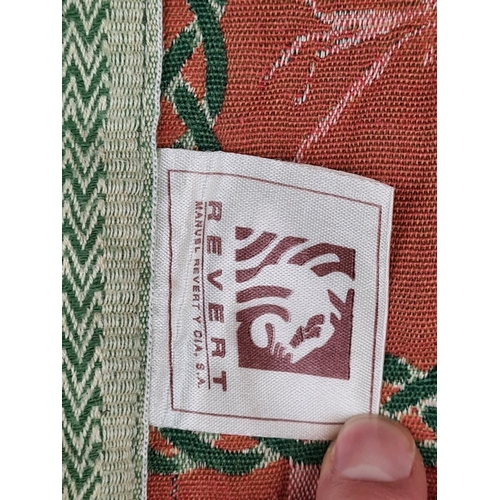 REVERT
MANUEL REVERT Y CIA, S.A.